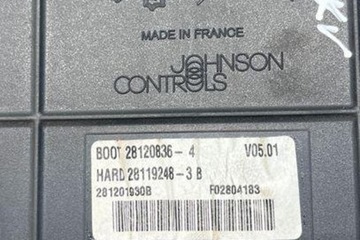 MADE IN FRANCE
JOHNSON
CONTROLS
BOOT 28120836-4 V05.01
HARD 28119248-3 B
281201930B F02804183